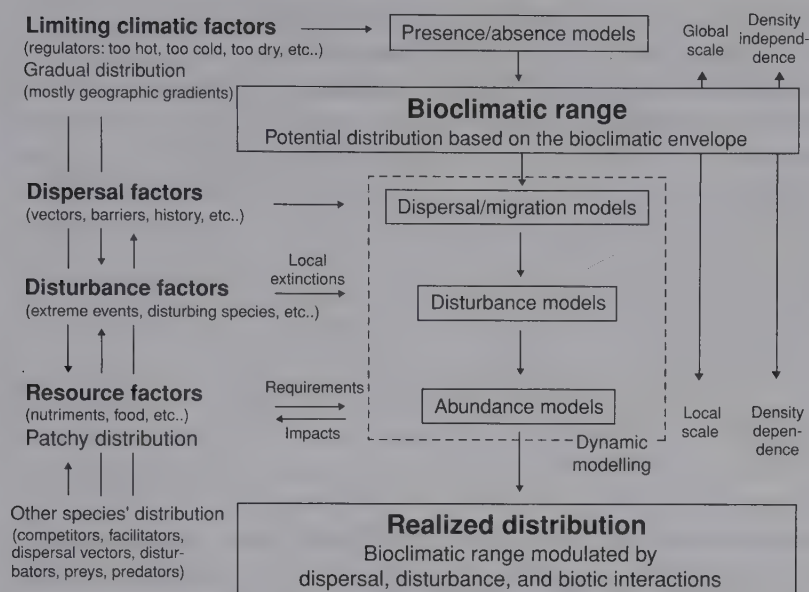 Limiting climatic factors
(regulators: too hot, too cold, too dry, etc..)
Gradual distribution
(mostly geographic gradients)
Presence/absence models
Global
scale
Density
independ-
dence
Bioclimatic range
Potential distribution based on the bioclimatic envelope
Dispersal factors
(vectors, barriers, history, etc..)
Dispersal/migration models
Local
extinctions
Disturbance factors
(extreme events, disturbing species, etc..)
Disturbance models
Resource factors
(nutriments, food, etc..)
Patchy distribution
Requirements
Impacts
Abundance models
Local
scale
Density
depen-
dence
Dynamic
modelling
Other species' distribution
(competitors, facilitators,
dispersal vectors, distur-
bators, preys, predators)
Realized distribution
Bioclimatic range modulated by
dispersal, disturbance, and biotic interactions